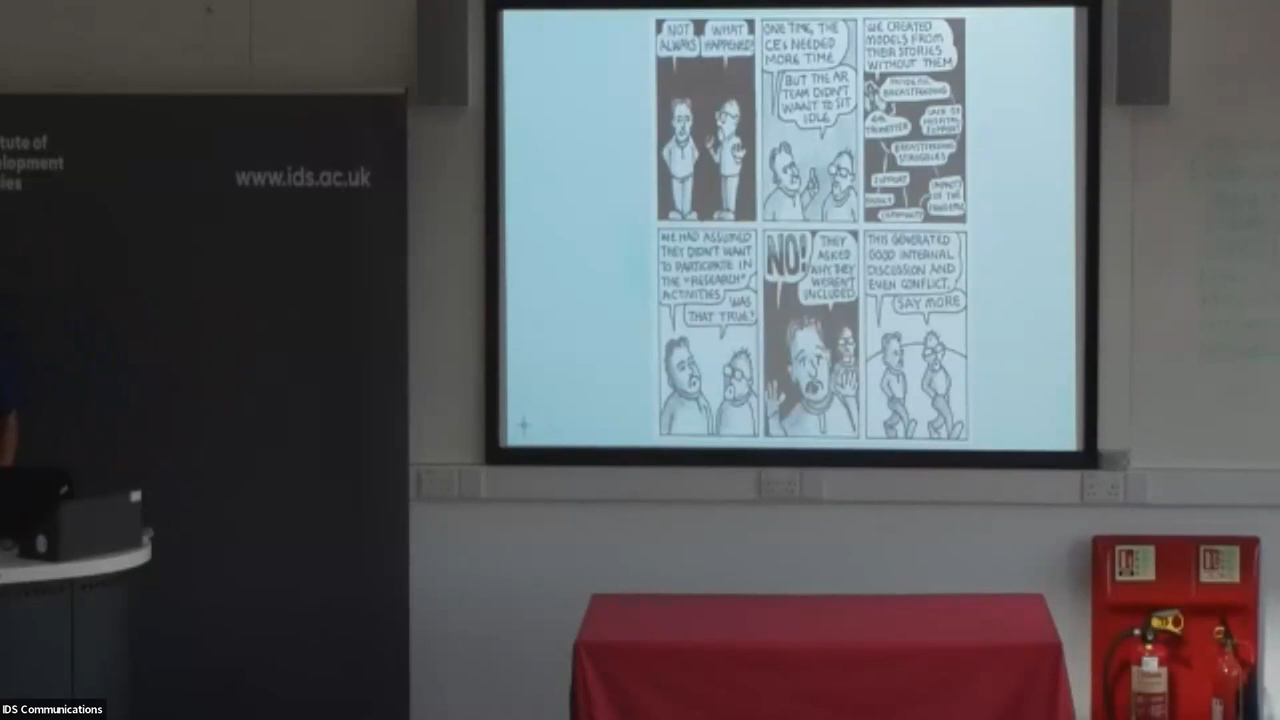 tute of
lopment
ies
www.ids.ac.uk
NOT
ALWAYS
WHAT
HAPPENED?
ONE TIME, THE
CEs NEEDED
MORE TIME
BUT THE AR
TEAM DIDN'T
WANT TO SIT
IDLE
WE CREATED
MODELS FROM
THEIR STORIES
WITHOUT THEM
BREASTFEEDING
LACK OF
HOSPITAL
SUPPORT
BREASTFEEDING
STRUGGLES
SUPPORT
IMPACT
OF THE
PANDEMIC
FAMILY
COMMUNITY
WE HAD ASSUMED
THEY DIDN'T WANT
TO PARTICIPATE IN
THE "RESEARCH"
ACTIVITIES
WAS
THAT TRUE?
NO!
THEY
ASKED
WHY THEY
WEREN'T
INCLUDED
THIS GENERATED
GOOD INTERNAL
DISCUSSION AND
EVEN CONFLICT.
SAY MORE
IDS Communications